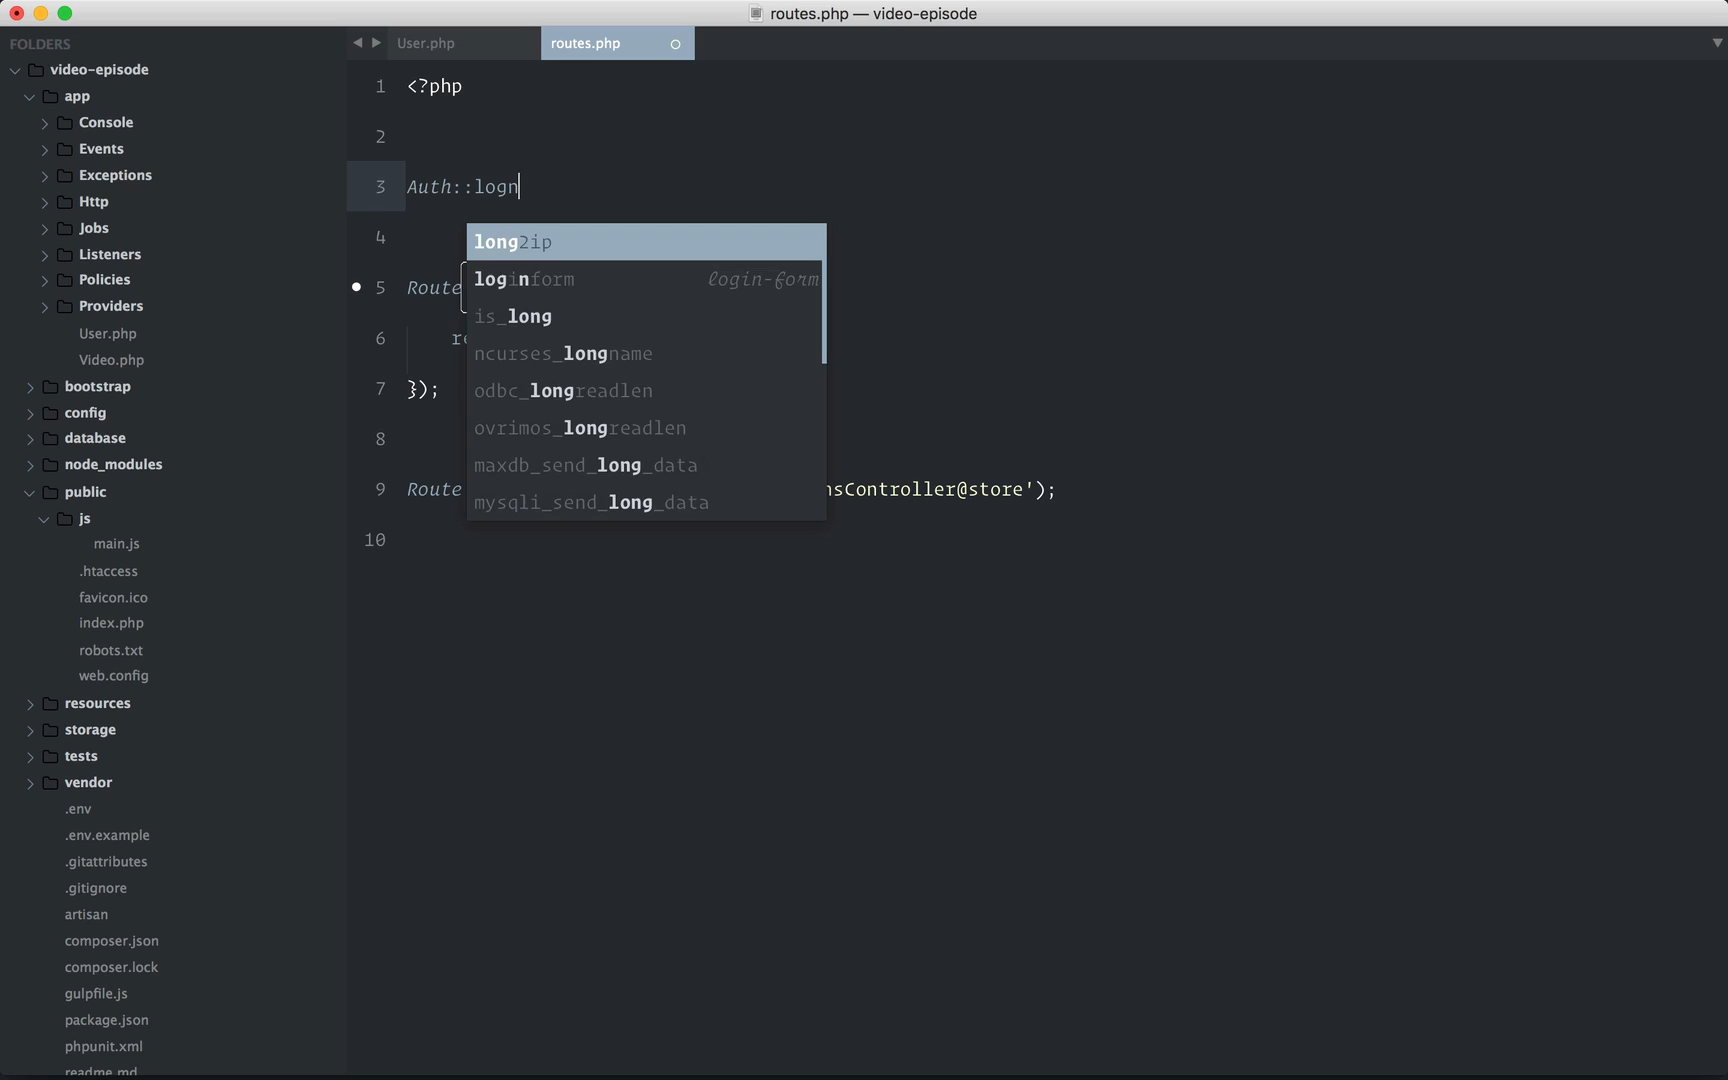 routes.php — video-episode
FOLDERS
video-episode
app
Console
Events
Exceptions
Http
Jobs
Listeners
Policies
Providers
User.php
Video.php
bootstrap
config
database
node_modules
public
js
main.js
.htaccess
favicon.ico
index.php
robots.txt
web.config
resources
storage
tests
vendor
.env
.env.example
.gitattributes
.gitignore
artisan
composer.json
composer.lock
gulpfile.js
package.json
phpunit.xml
readme.md
User.php
routes.php
1 <?php
2
3 Auth::logn
4
5 Route
6 re
7 });
8
9 Route nsController@store');
10
long2ip
loginform login-form
is_long
ncurses_longname
odbc_longreadlen
ovrimos_longreadlen
maxdb_send_long_data
mysqli_send_long_data